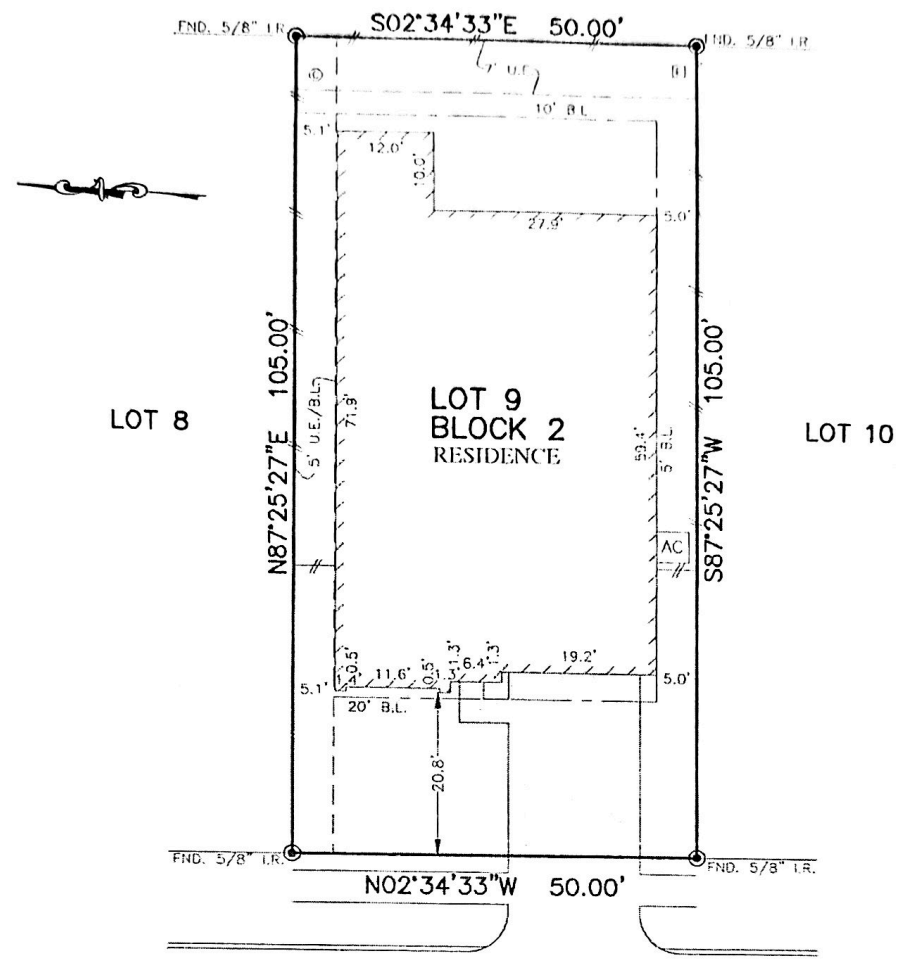 S02°34'33"E 50.00'
FND. 5/8" I.R
FND. 5/8" I.R
7' U.E.
10' B.L
5.1'
12.0'
10.0'
27.9'
5.0'
N87°25'27"E 105.00'
5' U.E./B.L.
71.9'
LOT 8
LOT 9
BLOCK 2
RESIDENCE
59.4'
5' B.L
S87°25'27"W 105.00'
LOT 10
AC
0.5'
1.4'
11.6'
0.5'
1.3'
1.3'
6.4'
1.3'
19.2'
5.1'
5.0'
20' B.L.
20.8'
FND. 5/8" I.R.
FND. 5/8" I.R.
N02°34'33"W 50.00'